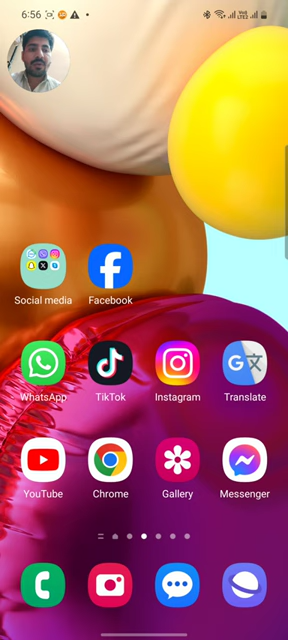 6:56
Social media
Facebook
WhatsApp
TikTok
Instagram
Translate
YouTube
Chrome
Gallery
Messenger